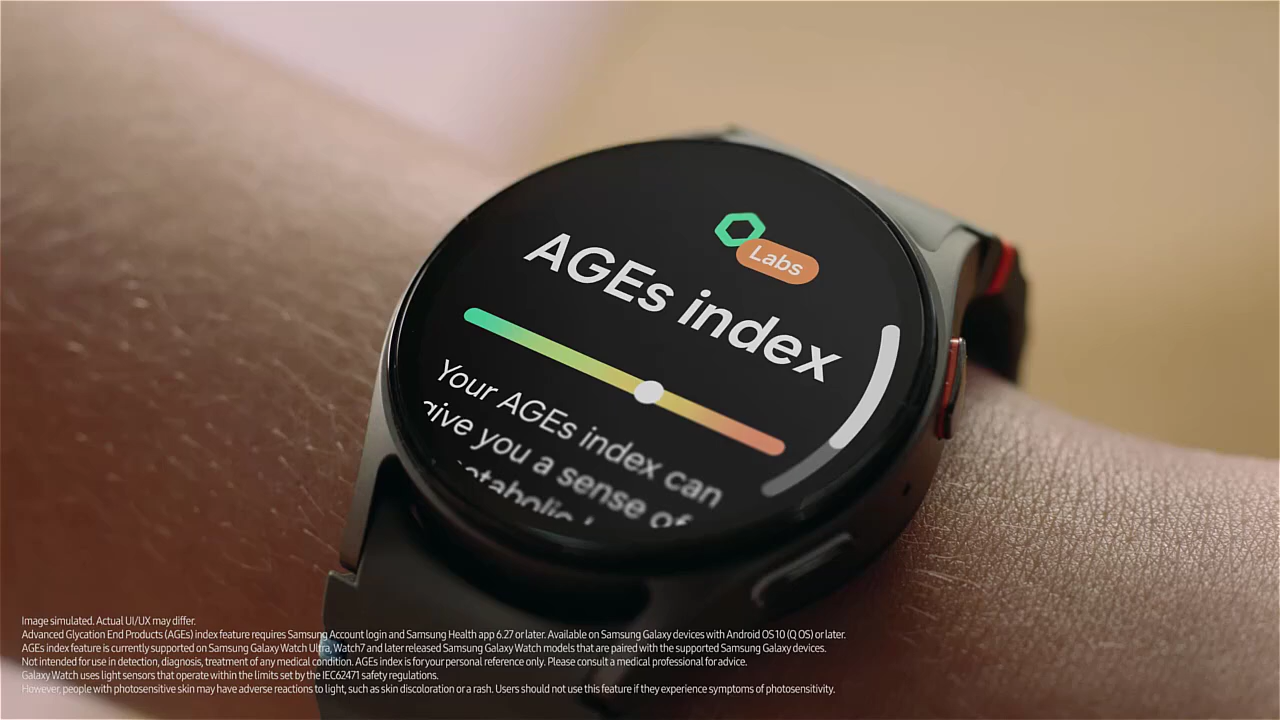 Labs
AGEs index
Your AGEs index can
give you a sense of
Image simulated. Actual UI/UX may differ.
Advanced Glycation End Products (AGEs) index feature requires Samsung Account login and Samsung Health app 6.27 or later. Available on Samsung Galaxy devices with Android OS10 (Q OS) or later.
AGEs index is currently supported on Samsung Galaxy Watch Ultra, Watch7 and later released Samsung Galaxy Watch models that are paired with the supported Samsung Galaxy devices.
Not intended for use in detection, diagnosis, treatment of any medical condition. AGEs index is for your personal reference only. Please consult a medical professional for advice.
Galaxy Watch uses light sensors that operate within the limits set by the IEC62471 safety regulations.
However, people with photosensitive skin may have adverse reactions to light, such as skin discoloration or a rash. Users should not use this feature if they experience symptoms of photosensitivity.